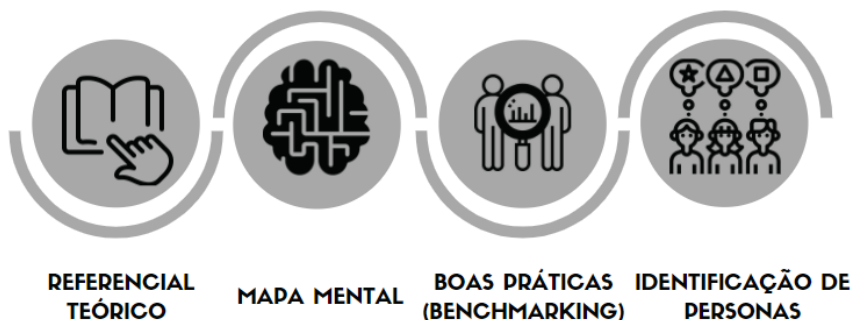 REFERENCIAL
TEÓRICO
MAPA MENTAL
BOAS PRÁTICAS
(BENCHMARKING)
IDENTIFICAÇÃO DE
PERSONAS